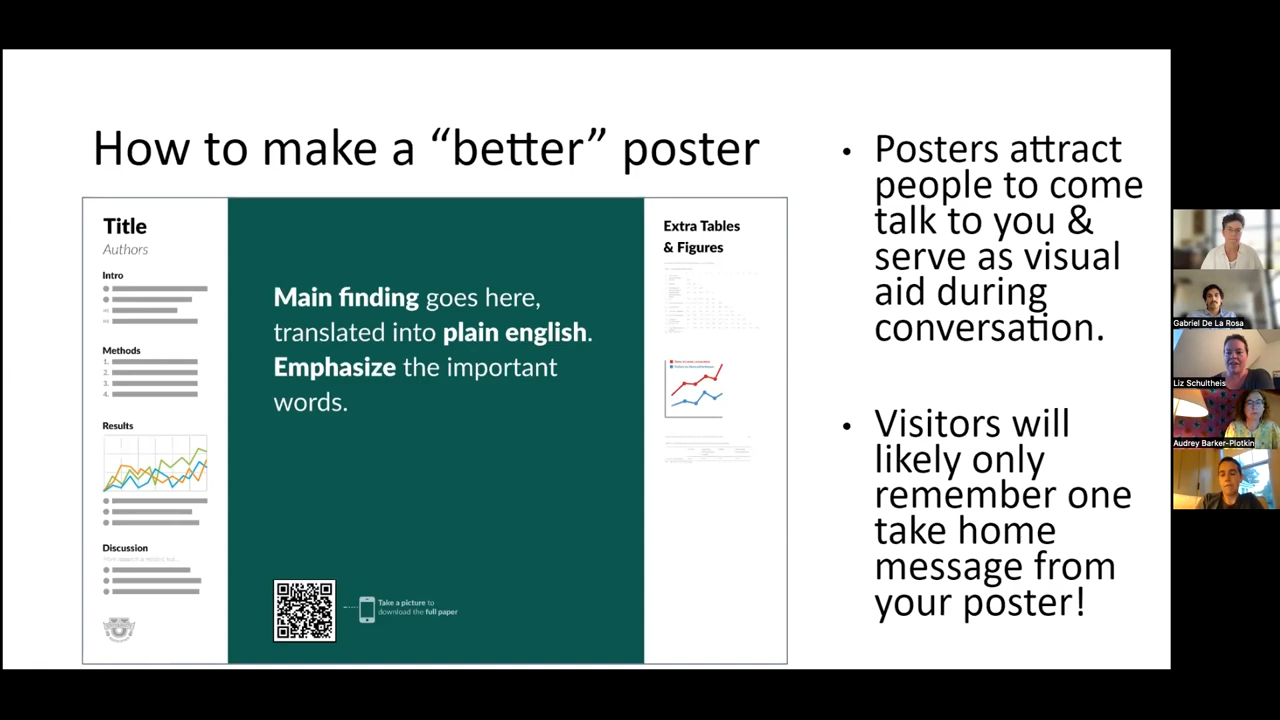 How to make a “better” poster
Title
Authors
Intro
Methods
1.
2.
3.
4.
Results
Discussion
Main finding goes here,
translated into plain english.
Emphasize the important
words.
Take a picture to
download the full paper
Extra Tables
& Figures
• Posters attract
people to come
talk to you &
serve as visual
aid during
conversation.
• Visitors will
likely only
remember one
take home
message from
your poster!
Gabriel De La Rosa
Liz Schultheis
Audrey Barker-Plotkin